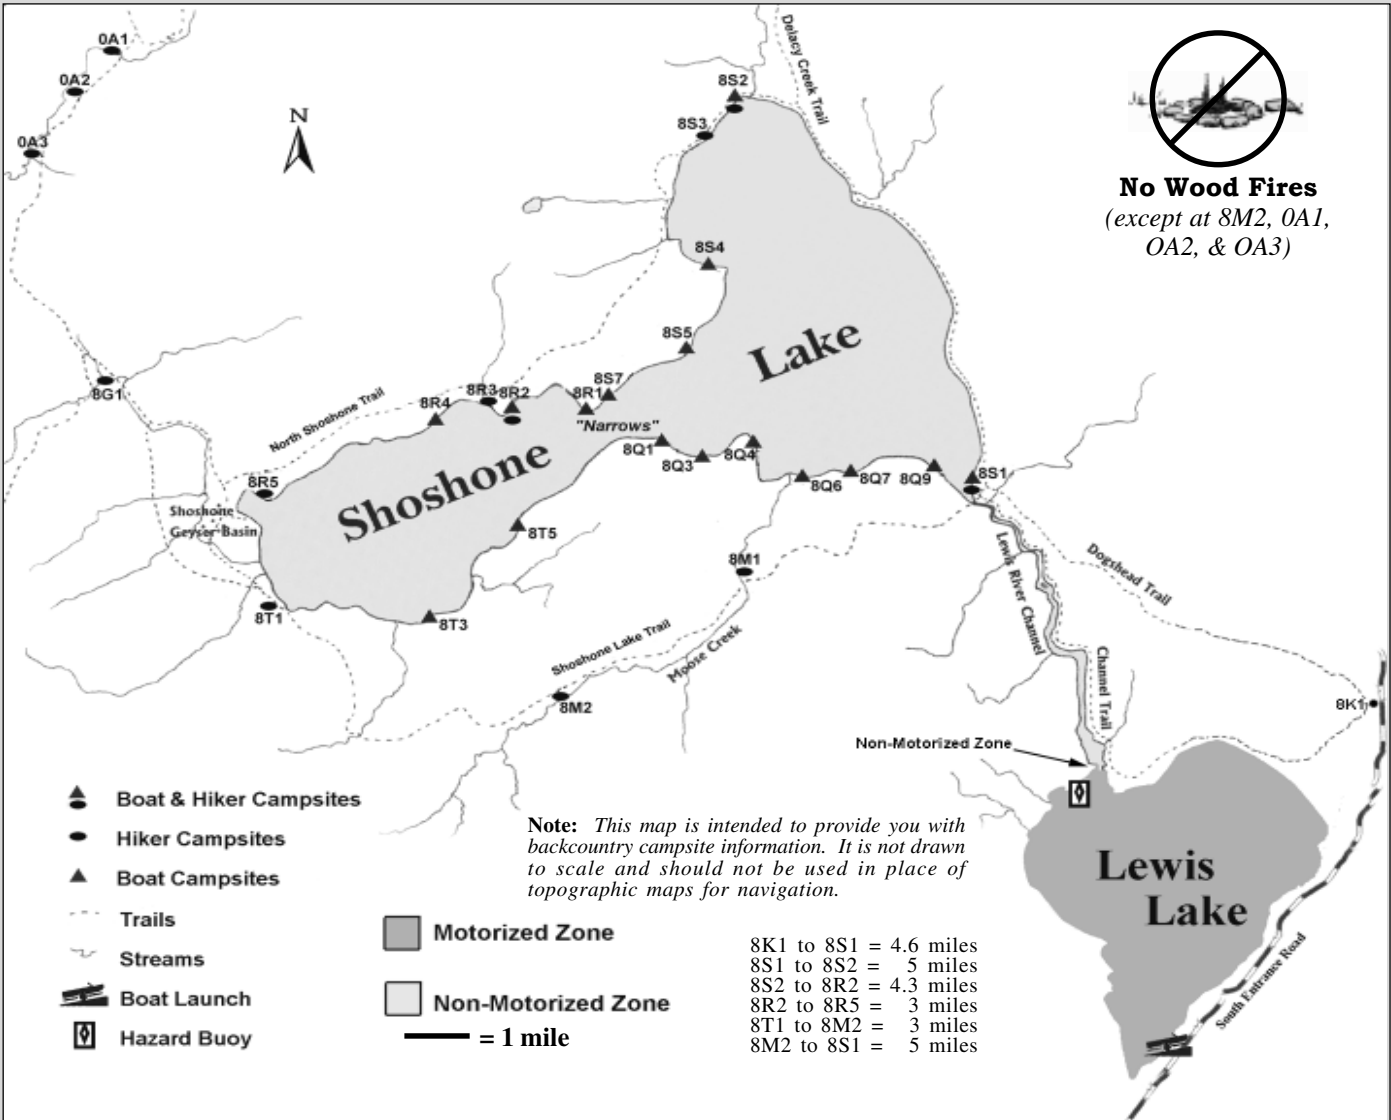 0A1
0A2
0A3
N
Delacy Creek Trail
8S2
8S3
No Wood Fires
(except at 8M2, 0A1,
OA2, & OA3)
8S4
8S5
Lake
8G1
8S7
8R3
8R2
8R1
8R4
"Narrows"
North Shoshone Trail
8Q1
8Q3
8Q4
8Q6
8Q7
8Q9
8S1
8R5
Shoshone
Shoshone
Geyser Basin
8T5
8M1
Lewis River Channel
Dogshead Trail
8T1
8T3
Shoshone Lake Trail
Moose Creek
Channel Trail
8M2
8K1
Non-Motorized Zone
Boat & Hiker Campsites
Hiker Campsites
Boat Campsites
Trails
Streams
Boat Launch
Hazard Buoy
Note: This map is intended to provide you with
backcountry campsite information. It is not drawn
to scale and should not be used in place of
topographic maps for navigation.
Motorized Zone
Non-Motorized Zone
= 1 mile
8K1 to 8S1 = 4.6 miles
8S1 to 8S2 = 5 miles
8S2 to 8R2 = 4.3 miles
8R2 to 8R5 = 3 miles
8T1 to 8M2 = 3 miles
8M2 to 8S1 = 5 miles
Lewis
Lake
South Entrance Road